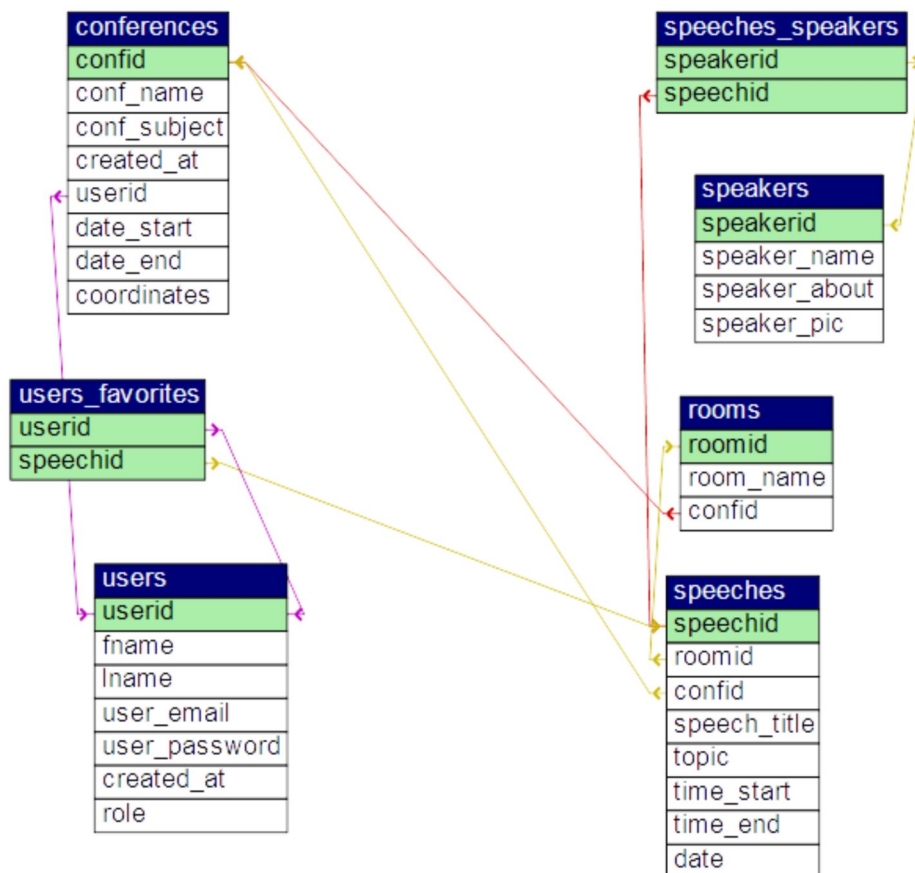 conferences
confid
conf_name
conf_subject
created_at
userid
date_start
date_end
coordinates
speeches_speakers
speakerid
speechid
speakers
speakerid
speaker_name
speaker_about
speaker_pic
users_favorites
userid
speechid
rooms
roomid
room_name
confid
users
userid
fname
lname
user_email
user_password
created_at
role
speeches
speechid
roomid
confid
speech_title
topic
time_start
time_end
date